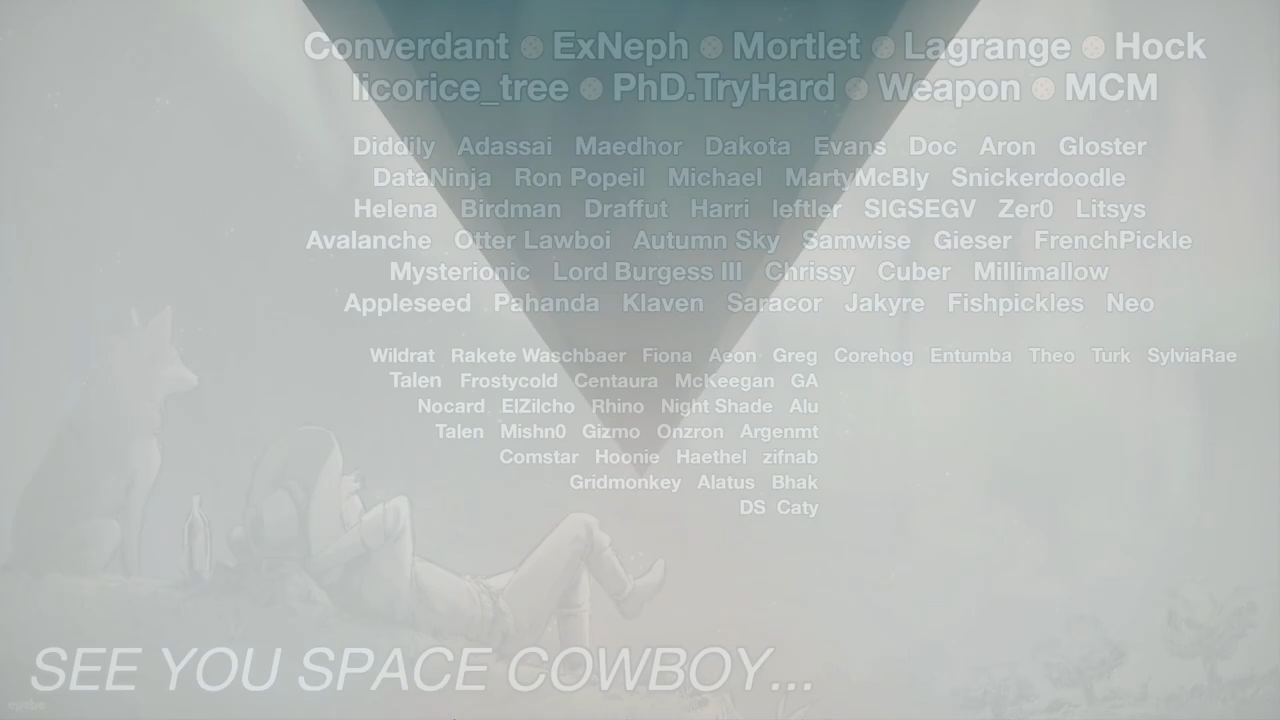 Converdant ExNeph Mortlet Lagrange Hock
licorice_tree PhD.TryHard Weapon MCM
Diddily Adassai Maedhor Dakota Evans Doc Aron Gloster
DataNinja Ron Popeil Michael MartyMcBly Snickerdoodle
Helena Birdman Draffut Harri leftler SIGSEGV Zer0 Litsys
Avalanche Otter Lawboi Autumn Sky Samwise Gieser FrenchPickle
Mysterionic Lord Burgess III Chrissy Cuber Millimallow
Appleseed Pahanda Klaven Saracor Jakyre Fishpickles Neo
Wildrat Rakete Waschbaer Fiona Aeon Greg Corehog Entumba Theo Turk SylviaRae
Talen Frostycold Centaura McKeegan GA
Nocard ElZilcho Rhino Night Shade Alu
Talen Mishn0 Gizmo Onzron Argenmt
Comstar Hoonie Haethel zifnab
Gridmonkey Alatus Bhak
DS Caty
SEE YOU SPACE COWBOY...